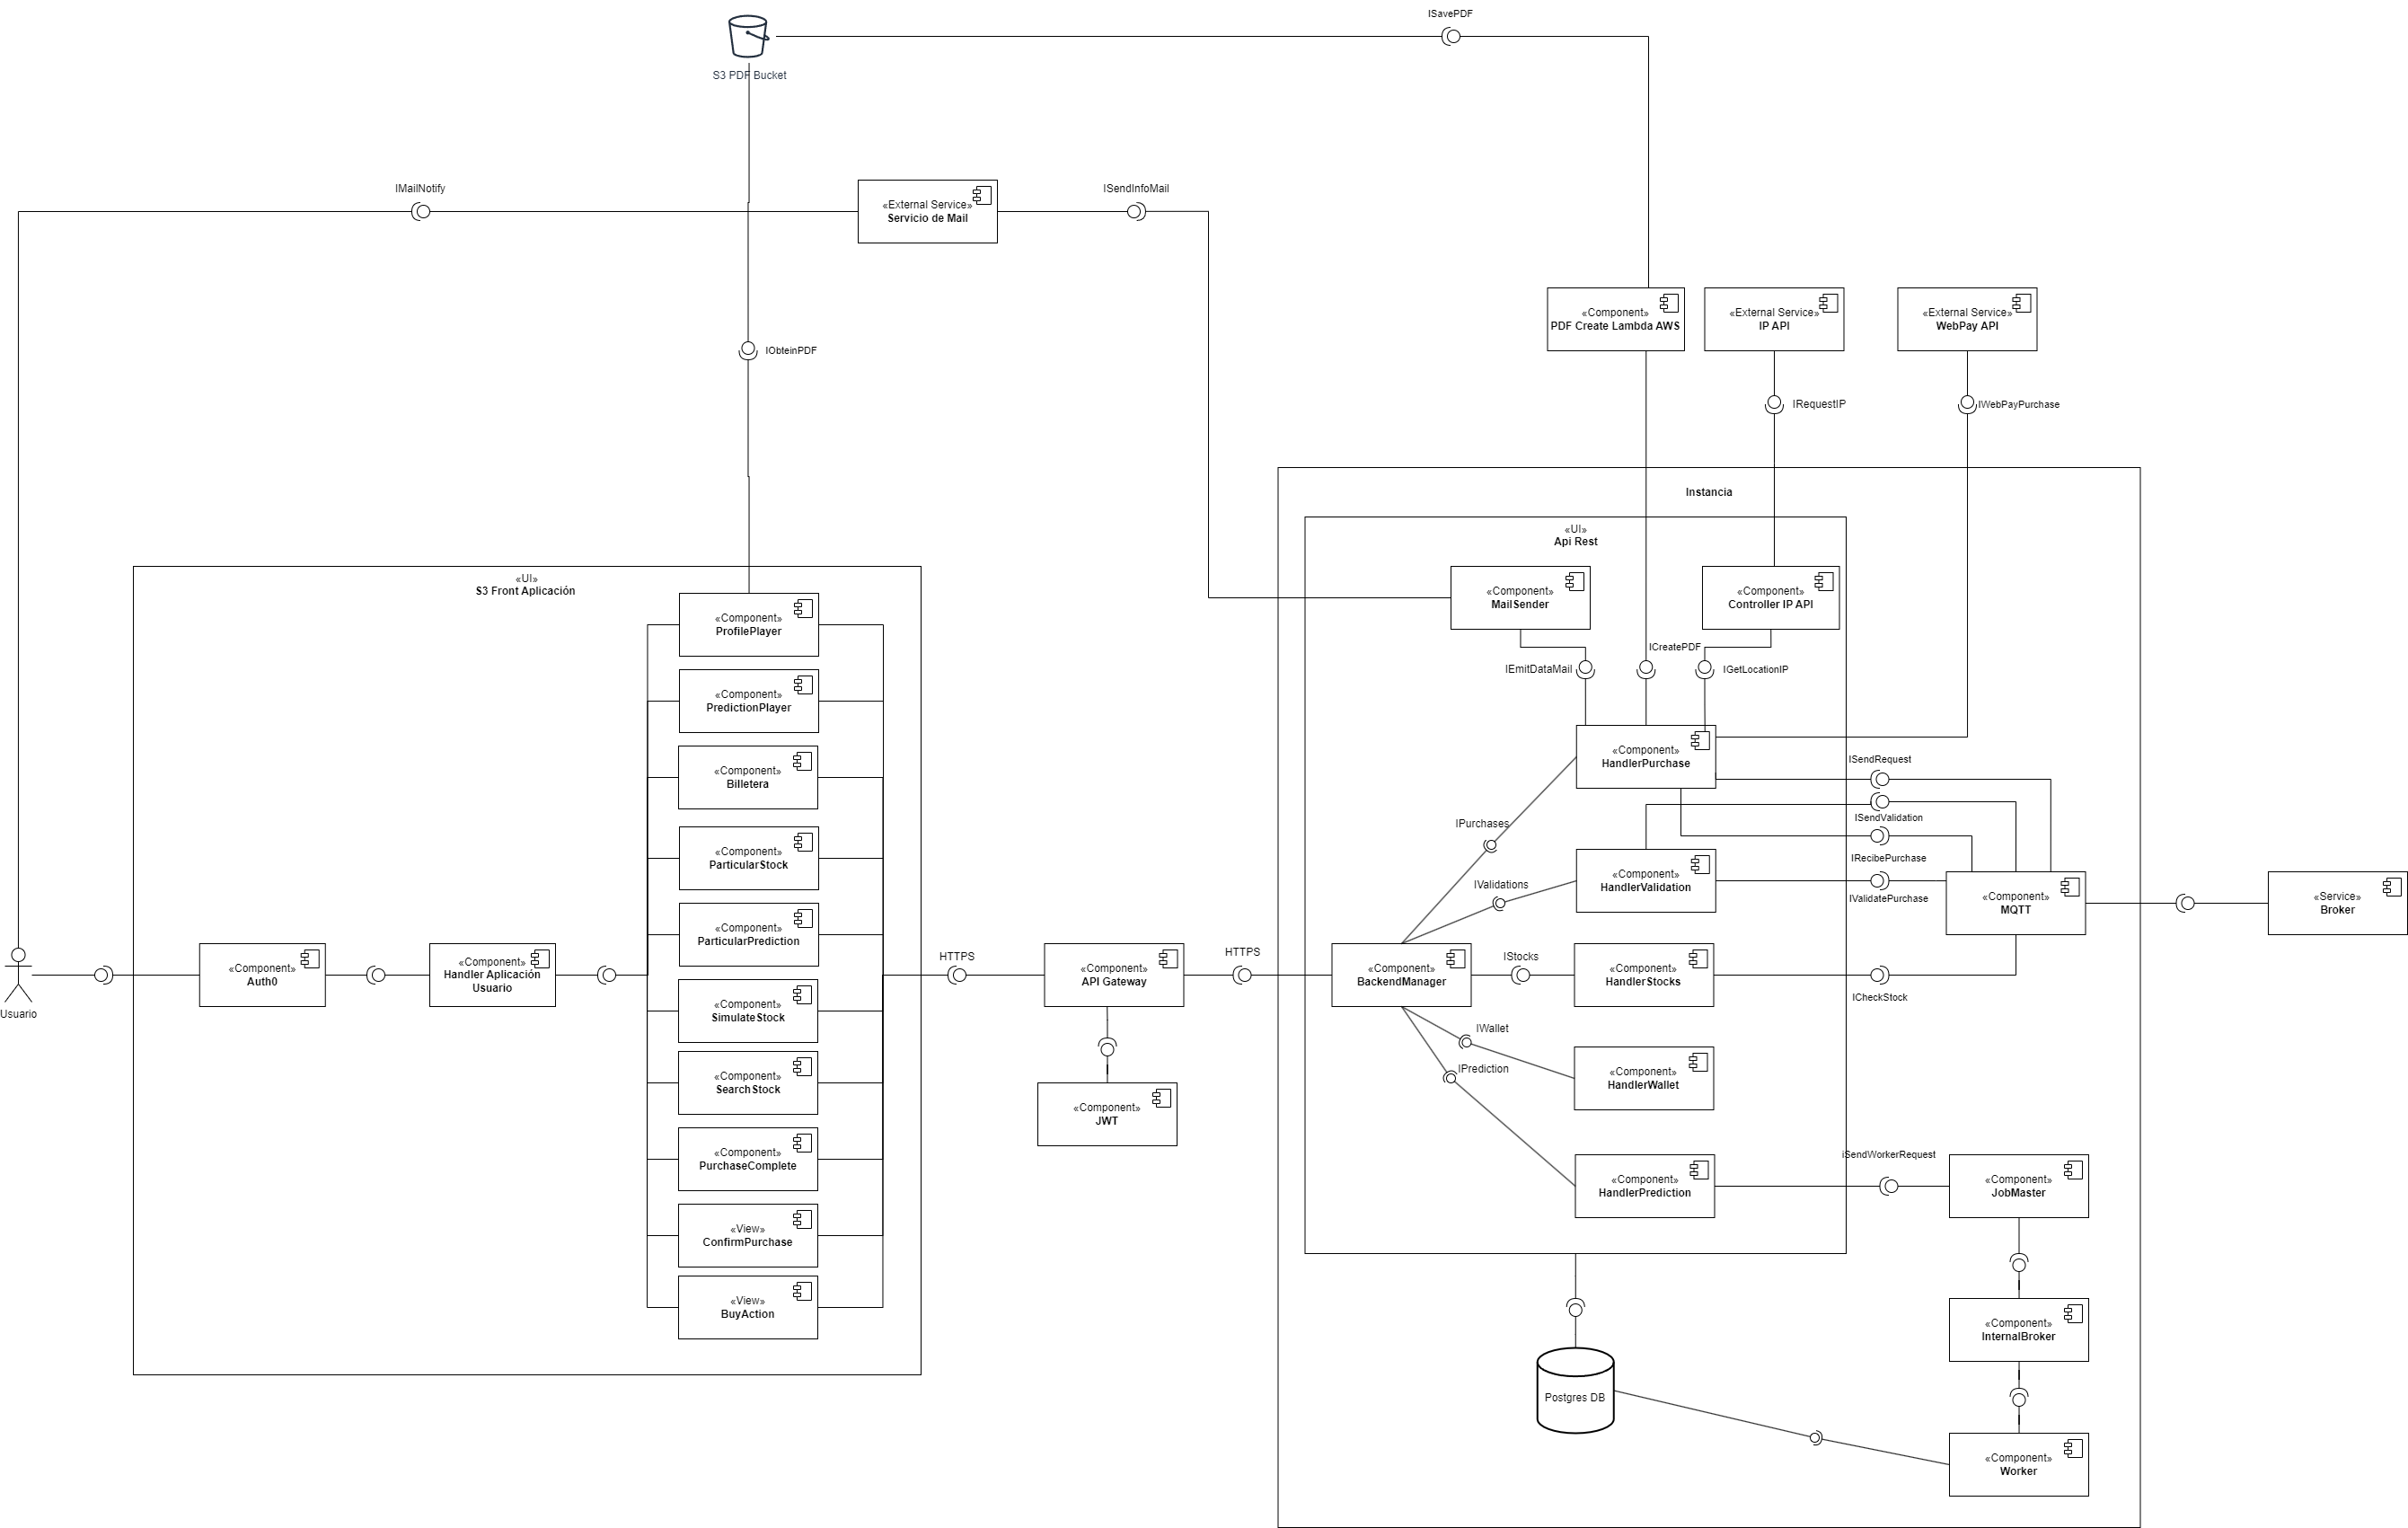 ISavePDF
S3 PDF Bucket
IMailNotify
«External Service»
Servicio de Mail
ISendInfoMail
IObteinPDF
«Component»
PDF Create Lambda AWS
«External Service»
IP API
«External Service»
WebPay API
IRequestIP
IWebPayPurchase
Instancia
«UI»
Api Rest
«Component»
MailSender
«Component»
Controller IP API
ICreatePDF
IEmitDataMail
IGetLocationIP
«Component»
HandlerPurchase
ISendRequest
ISendValidation
IPurchases
IRecibePurchase
IValidations
«Component»
HandlerValidation
IValidatePurchase
«Component»
MQTT
«Service»
Broker
«UI»
S3 Front Aplicación
«Component»
ProfilePlayer
«Component»
PredictionPlayer
«Component»
Billetera
«Component»
ParticularStock
«Component»
ParticularPrediction
«Component»
SimulateStock
«Component»
SearchStock
«Component»
PurchaseComplete
«View»
ConfirmPurchase
«View»
BuyAction
Usuario
«Component»
Auth0
«Component»
Handler Aplicación
Usuario
HTTPS
«Component»
API Gateway
HTTPS
«Component»
JWT
«Component»
BackendManager
IStocks
«Component»
HandlerStocks
ICheckStock
IWallet
«Component»
HandlerWallet
IPrediction
«Component»
HandlerPrediction
iSendWorkerRequest
«Component»
JobMaster
«Component»
InternalBroker
Postgres DB
«Component»
Worker